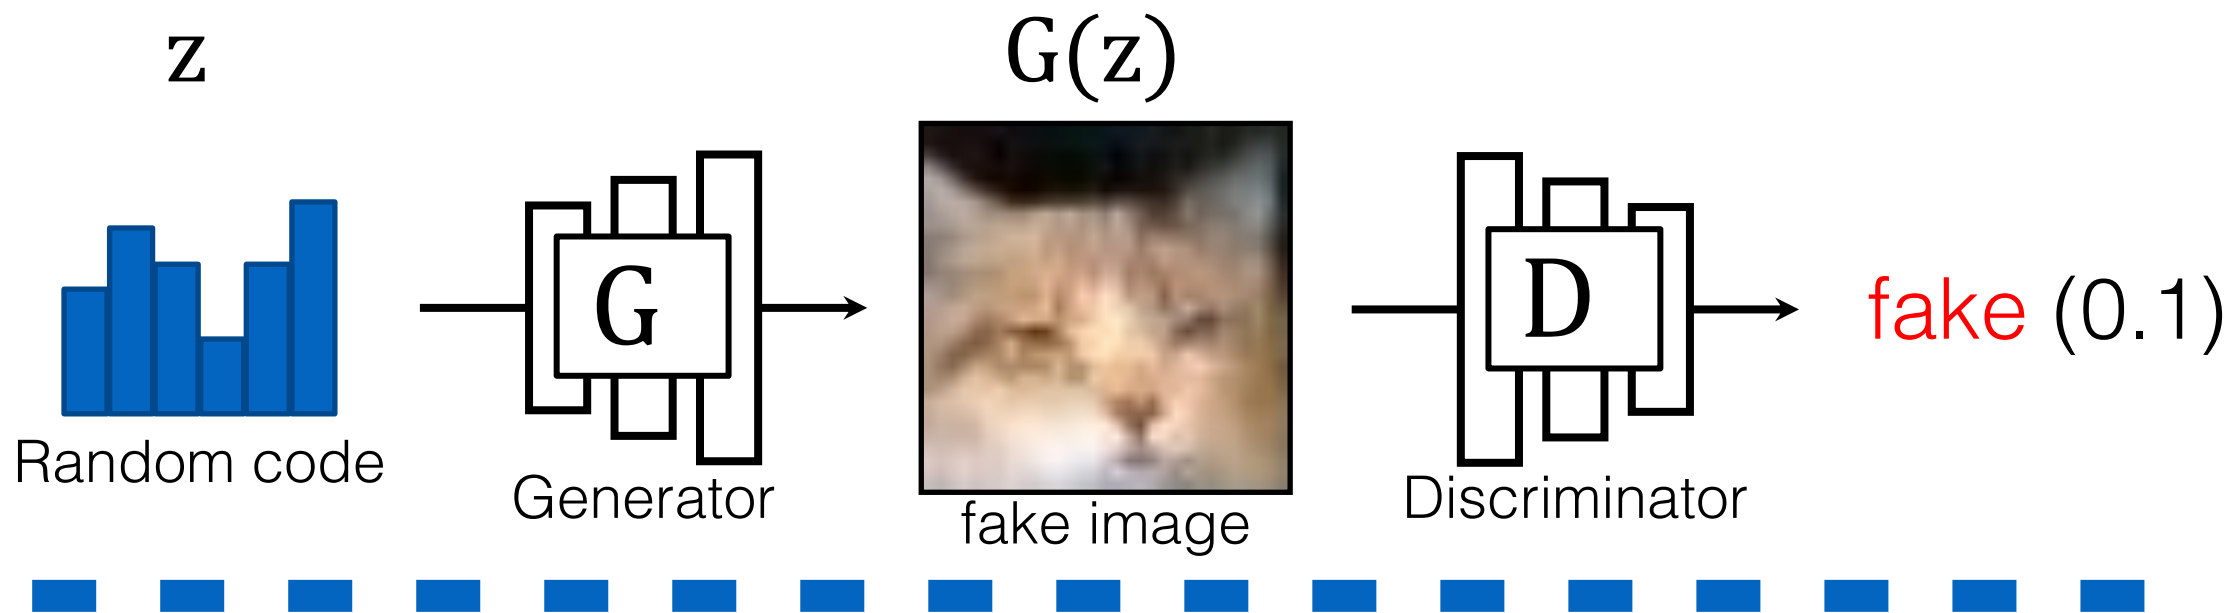 z
G(z)
G
D
fake (0.1)
Random code
Generator
fake image
Discriminator